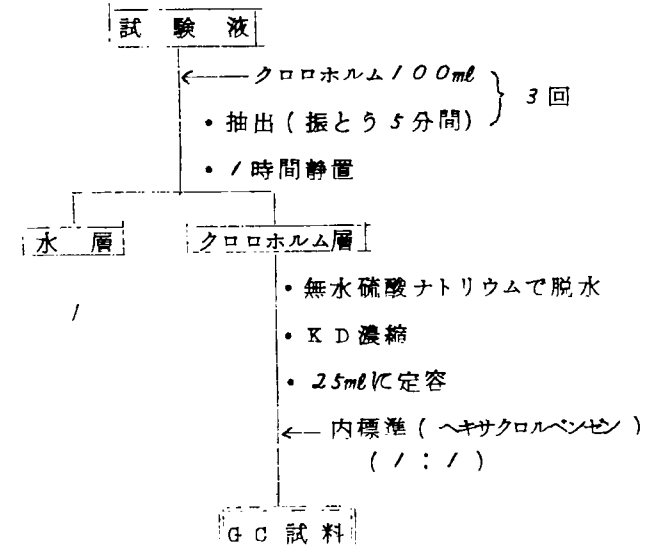 試験液
クロロホルム100ml
3回
・抽出(振とう5分間)
・1時間静置
水層
クロロホルム層
・無水硫酸ナトリウムで脱水
1
・KD濃縮
・25mlに定容
内標準(ヘキサクロルベンゼン)
(1:1)
GC試料